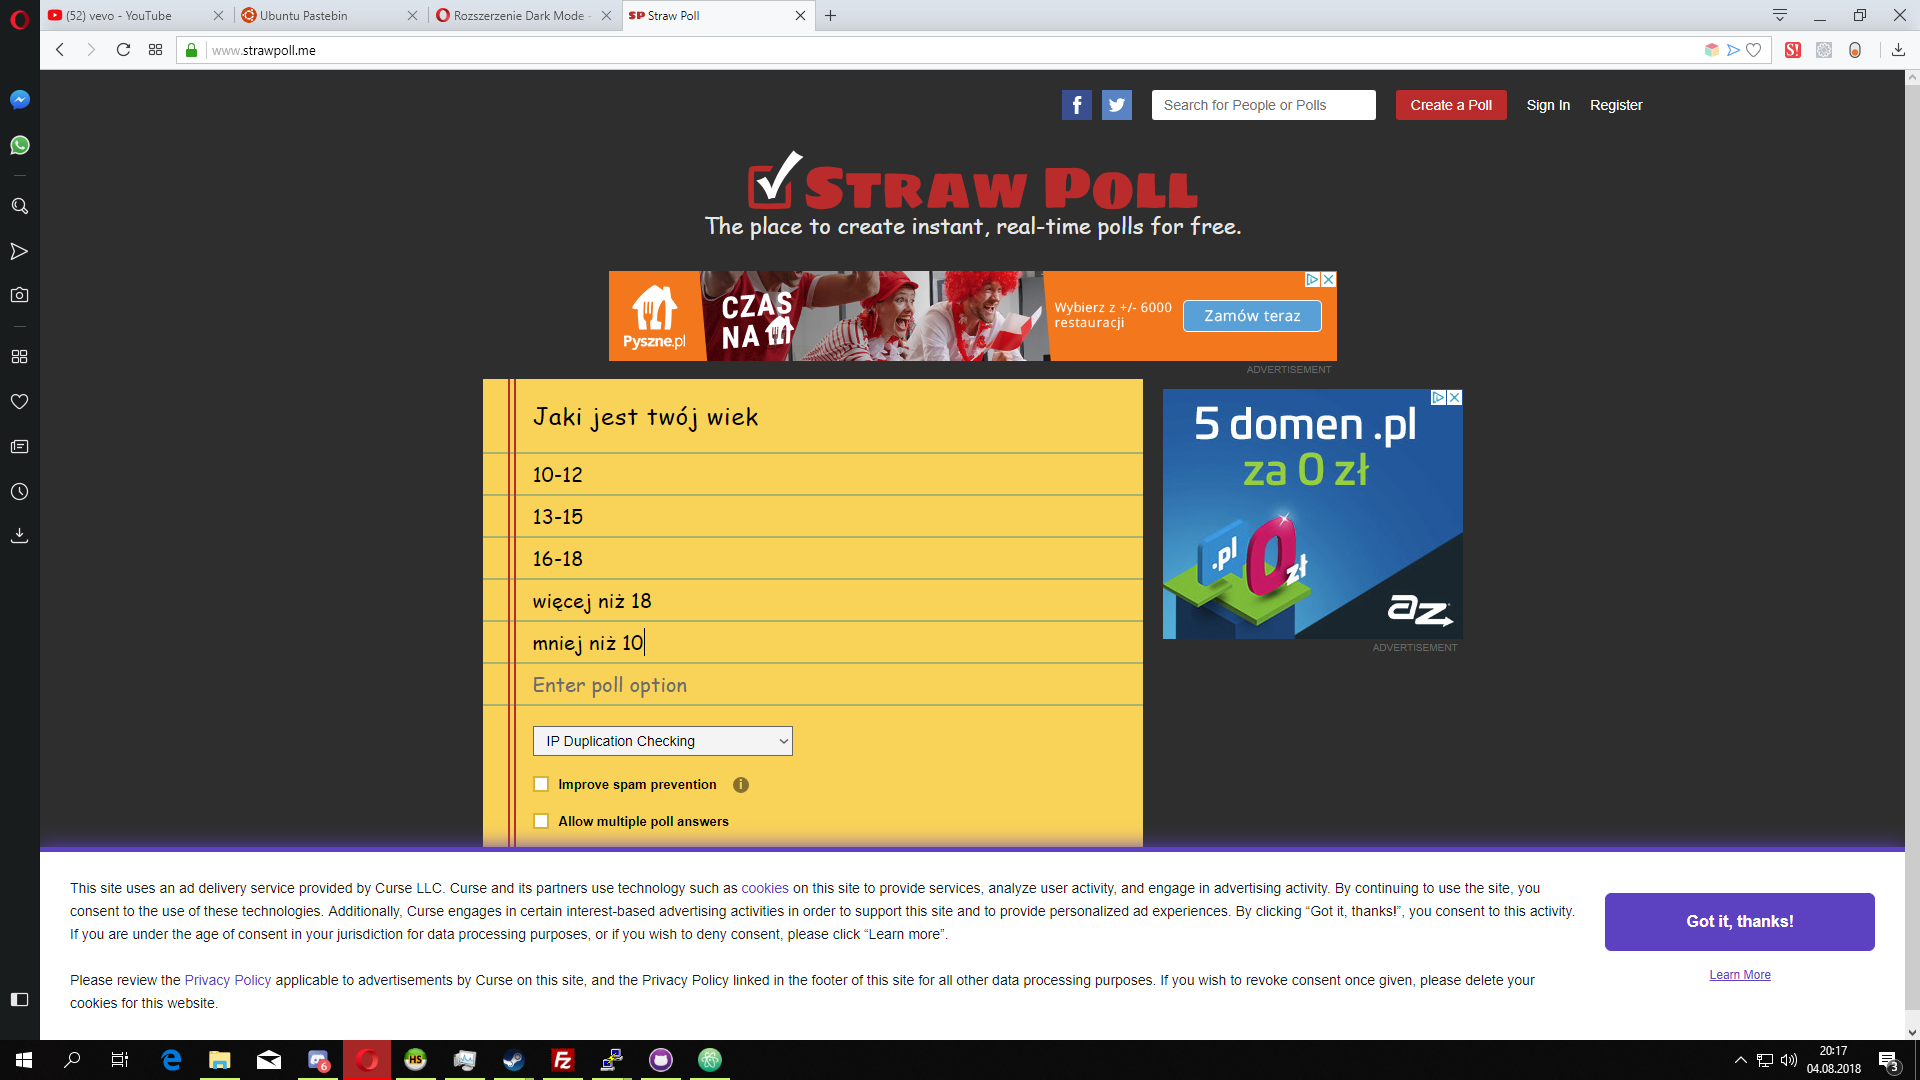 (52) vevo - YouTube
Ubuntu Pastebin
Rozszerzenie Dark Mode -
SP Straw Poll
www.strawpoll.me
S!
f
Search for People or Polls
Create a Poll
Sign In
Register
STRAW POLL
The place to create instant, real-time polls for free.
Pyszne.pl
CZAS
NA
Wybierz z +/- 6000
restauracji
Zamów teraz
ADVERTISEMENT
Jaki jest twój wiek
10-12
13-15
16-18
więcej niż 18
mniej niż 10
Enter poll option
IP Duplication Checking
Improve spam prevention
i
Allow multiple poll answers
5 domen .pl
za 0 zł
.pl
0 zł
az
ADVERTISEMENT
This site uses an ad delivery service provided by Curse LLC. Curse and its partners use technology such as cookies on this site to provide services, analyze user activity, and engage in advertising activity. By continuing to use the site, you
consent to the use of these technologies. Additionally, Curse engages in certain interest-based advertising activities in order to support this site and to provide personalized ad experiences. By clicking “Got it, thanks!”, you consent to this activity.
If you are under the age of consent in your jurisdiction for data processing purposes, or if you wish to deny consent, please click “Learn more”.
Please review the Privacy Policy applicable to advertisements by Curse on this site, and the Privacy Policy linked in the footer of this site for all other data processing purposes. If you wish to revoke consent once given, please delete your
cookies for this website.
Got it, thanks!
Learn More
6
HS
FZ
20:17
04.08.2018
3